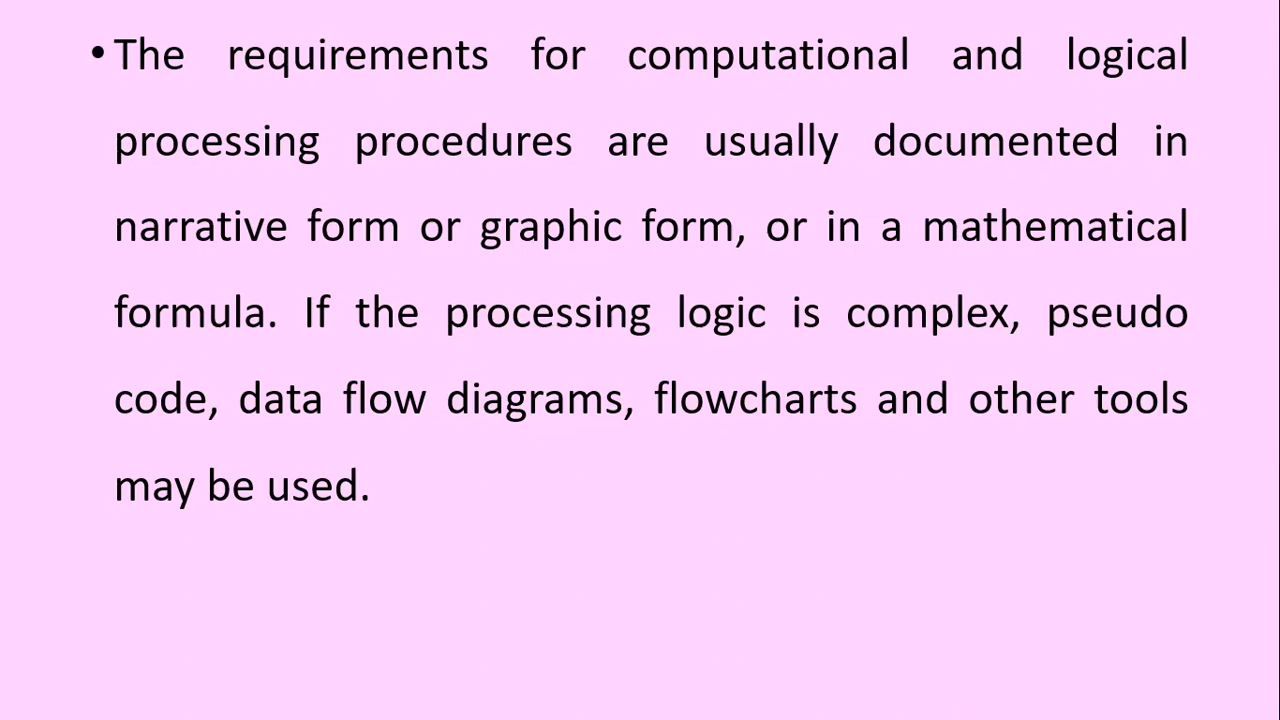 • The requirements for computational and logical
processing procedures are usually documented in
narrative form or graphic form, or in a mathematical
formula. If the processing logic is complex, pseudo
code, data flow diagrams, flowcharts and other tools
may be used.